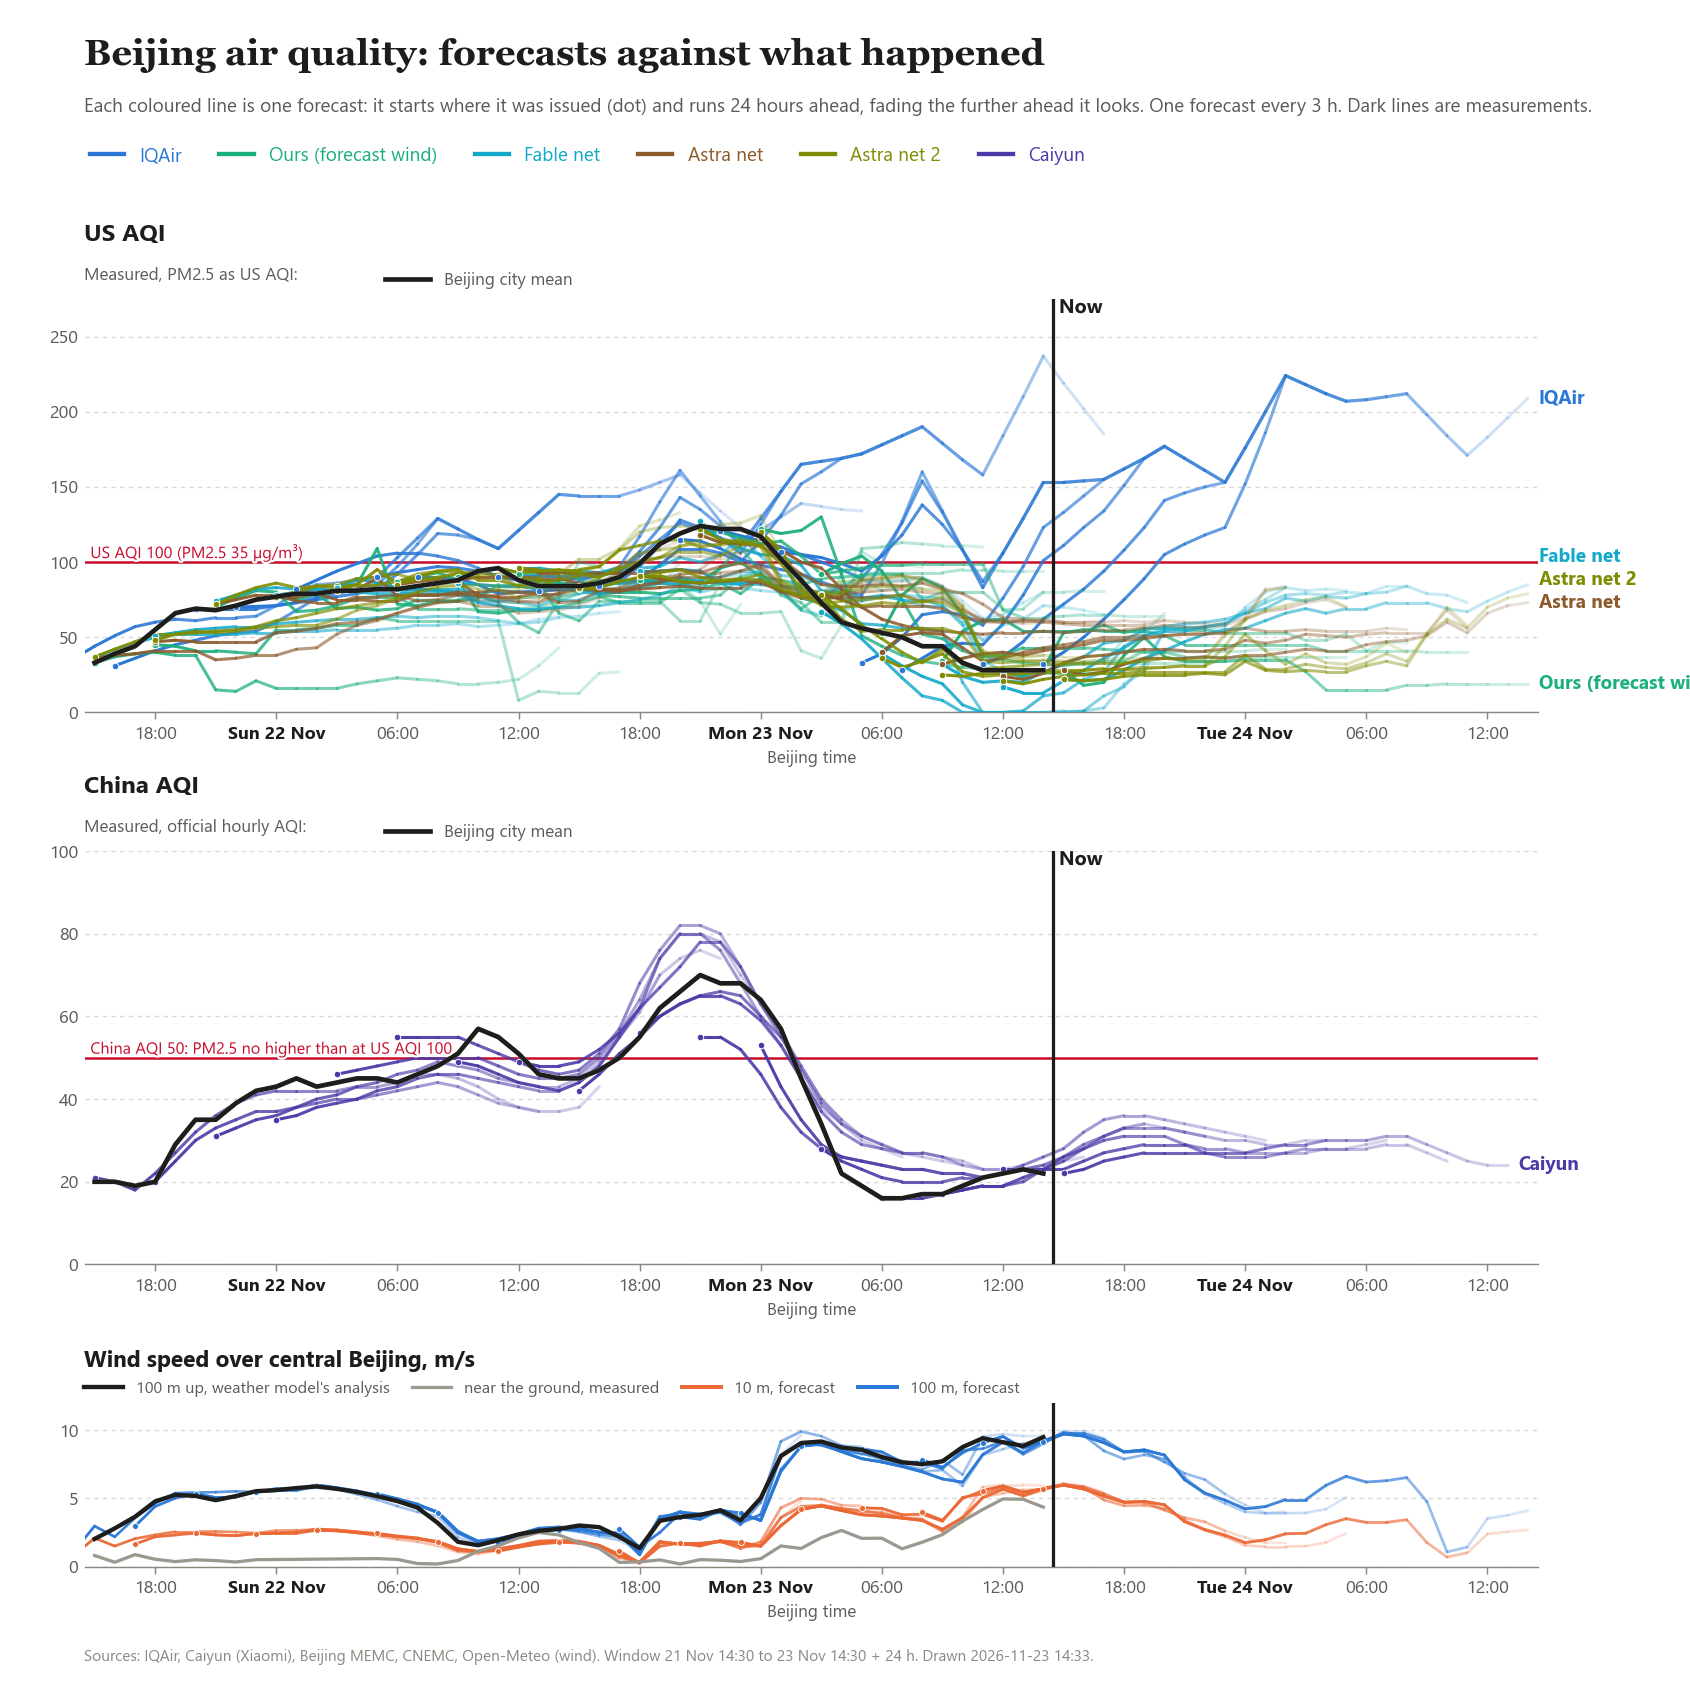 Beijing air quality: forecasts against what happened
Each coloured line is one forecast: it starts where it was issued (dot) and runs 24 hours ahead, fading the further ahead it looks. One forecast every 3 h. Dark lines are measurements.
IQAir Ours (forecast wind) Fable net Astra net Astra net 2 Caiyun
US AQI
Measured, PM2.5 as US AQI: Beijing city mean
Now
250
200
IQAir
150
US AQI 100 (PM2.5 35 µg/m³)
100
Fable net
Astra net 2
Astra net
50
Ours (forecast wi
0
18:00 Sun 22 Nov 06:00 12:00 18:00 Mon 23 Nov 06:00 12:00 18:00 Tue 24 Nov 06:00 12:00
Beijing time
China AQI
Measured, official hourly AQI: Beijing city mean
100
Now
80
60
China AQI 50: PM2.5 no higher than at US AQI 100
40
20
Caiyun
0
18:00 Sun 22 Nov 06:00 12:00 18:00 Mon 23 Nov 06:00 12:00 18:00 Tue 24 Nov 06:00 12:00
Beijing time
Wind speed over central Beijing, m/s
100 m up, weather model's analysis near the ground, measured 10 m, forecast 100 m, forecast
10
5
0
18:00 Sun 22 Nov 06:00 12:00 18:00 Mon 23 Nov 06:00 12:00 18:00 Tue 24 Nov 06:00 12:00
Beijing time
Sources: IQAir, Caiyun (Xiaomi), Beijing MEMC, CNEMC, Open-Meteo (wind). Window 21 Nov 14:30 to 23 Nov 14:30 + 24 h. Drawn 2026-11-23 14:33.